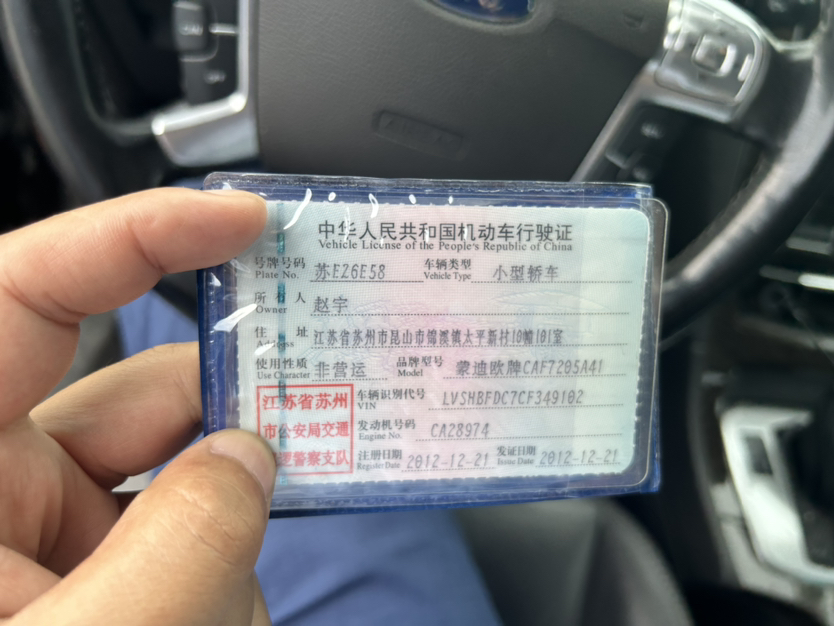 中华人民共和国机动车行驶证
Vehicle License of the People's Republic of China
号牌号码 苏E26E58 车辆类型 小型轿车
Plate No. Vehicle Type
所有人 赵宇
Owner
住址 江苏省苏州市昆山市锦溪镇太平新村10幢101室
Address
使用性质 非营运 品牌型号 蒙迪欧牌CAF7205A41
Use Character Model
江苏省苏州 车辆识别代号 LVSHBFDC7CF349102
VIN
市公安局交通 发动机号码 CA28974
Engine No.
警察支队 注册日期 2012-12-21 发证日期 2012-12-21
Register Date Issue Date